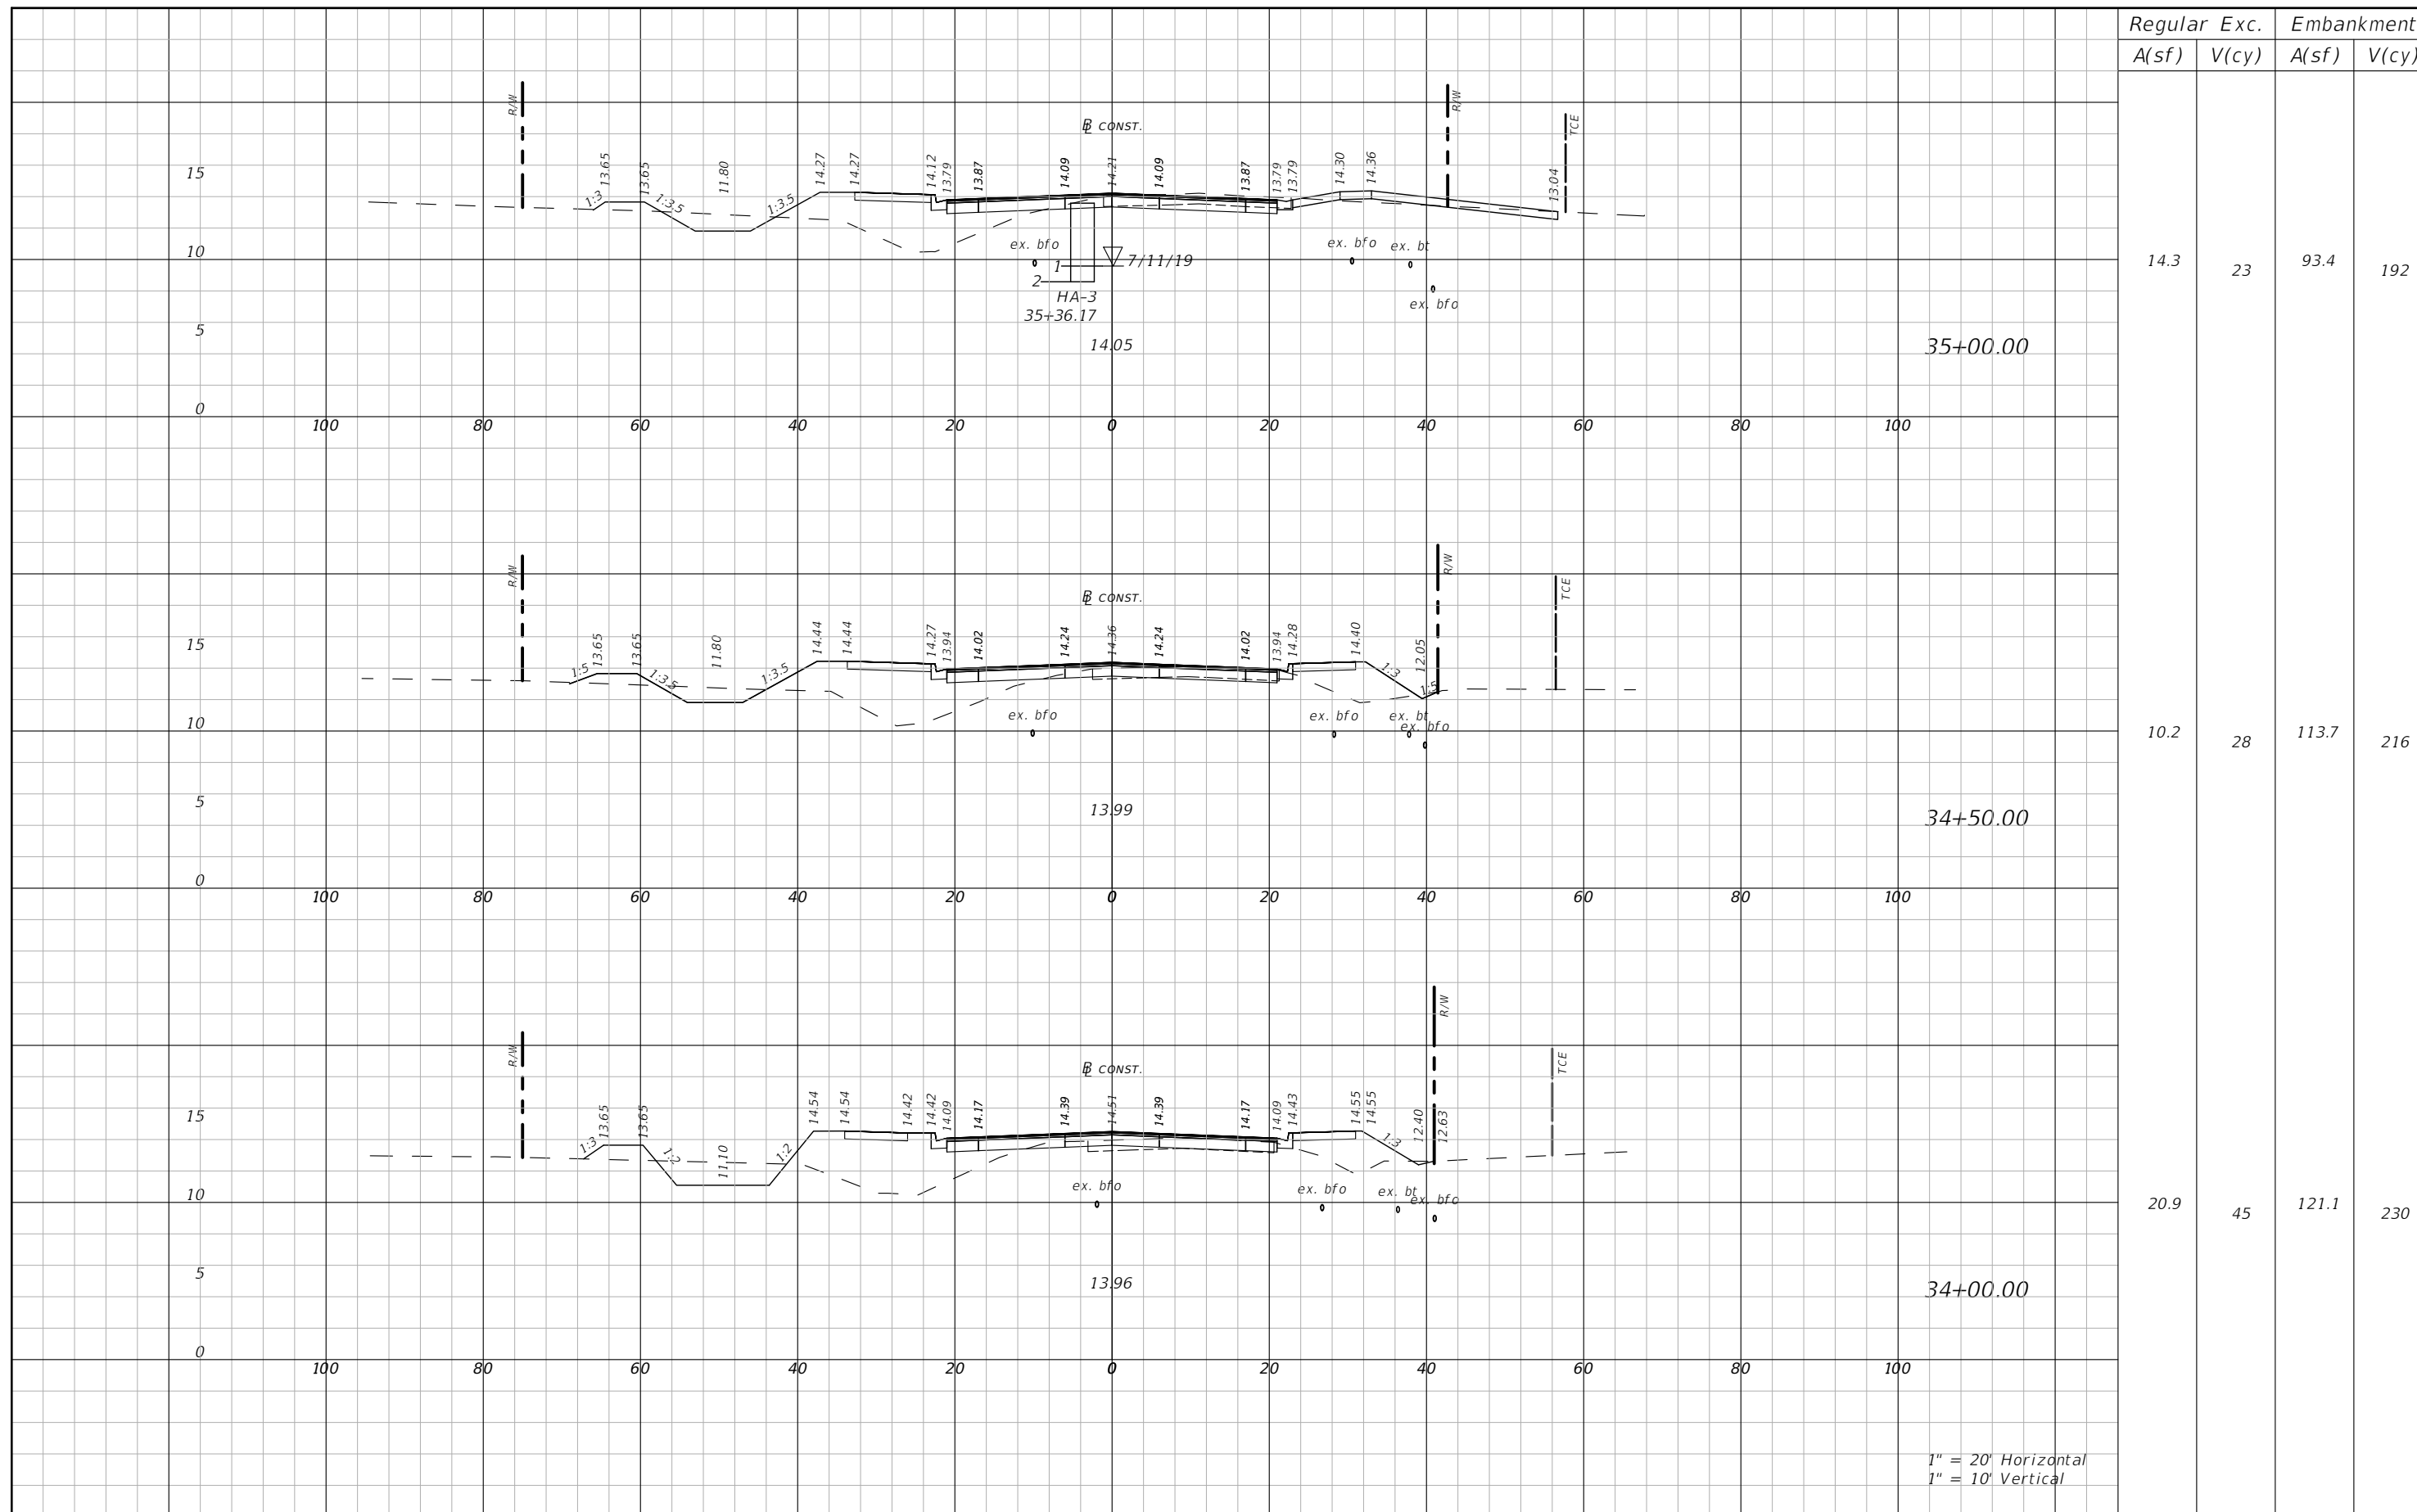 Regular Exc. Embankment
A(sf) V(cy) A(sf) V(cy)
R/W R/W TCE
BL CONST.
13.65 13.65 11.80 14.27 14.27 14.12 13.79 13.87 14.09 14.21 14.09 13.87 13.79 13.79 14.30 14.36 13.04
15
1:3 1:3.5 1:3.5
10
ex. bfo ex. bfo ex. bt
1 7/11/19
14.3 23 93.4 192
2
HA-3
ex. bfo
35+36.17
5
14.05
35+00.00
0
100 80 60 40 20 0 20 40 60 80 100
R/W R/W TCE
BL CONST.
13.65 13.65 11.80 14.44 14.44 14.27 13.94 14.02 14.24 14.36 14.24 14.02 13.94 14.28 14.40 12.05
15
1:5 1:3.5 1:3.5 1:3 1:5
10
ex. bfo ex. bfo ex. bt
ex. bfo
10.2 28 113.7 216
5
13.99
34+50.00
0
100 80 60 40 20 0 20 40 60 80 100
R/W R/W TCE
BL CONST.
13.65 13.65 11.10 14.54 14.54 14.42 14.42 14.09 14.17 14.39 14.51 14.39 14.17 14.09 14.43 14.55 14.55 12.40 12.63
15
1:3 1:2 1:2 1:3
10
ex. bfo ex. bfo ex. bt
ex. bfo
20.9 45 121.1 230
5
13.96
34+00.00
0
100 80 60 40 20 0 20 40 60 80 100
1" = 20' Horizontal
1" = 10' Vertical